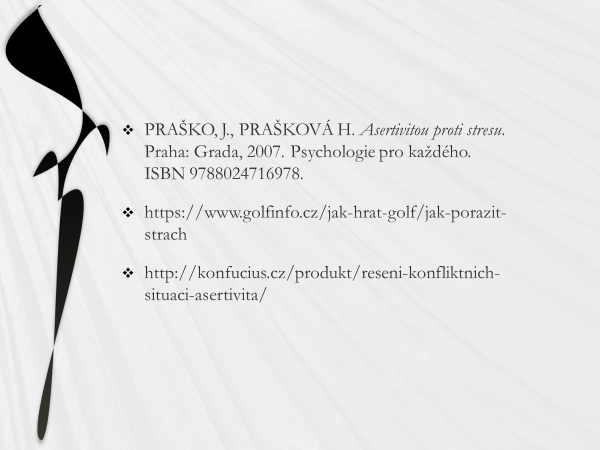 ❖ PRAŠKO, J., PRAŠKOVÁ H. Asertivitou proti stresu.
Praha: Grada, 2007. Psychologie pro každého.
ISBN 9788024716978.
❖ https://www.golfinfo.cz/jak-hrat-golf/jak-porazit-
strach
❖ http://konfucius.cz/produkt/reseni-konfliktnich-
situaci-asertivita/